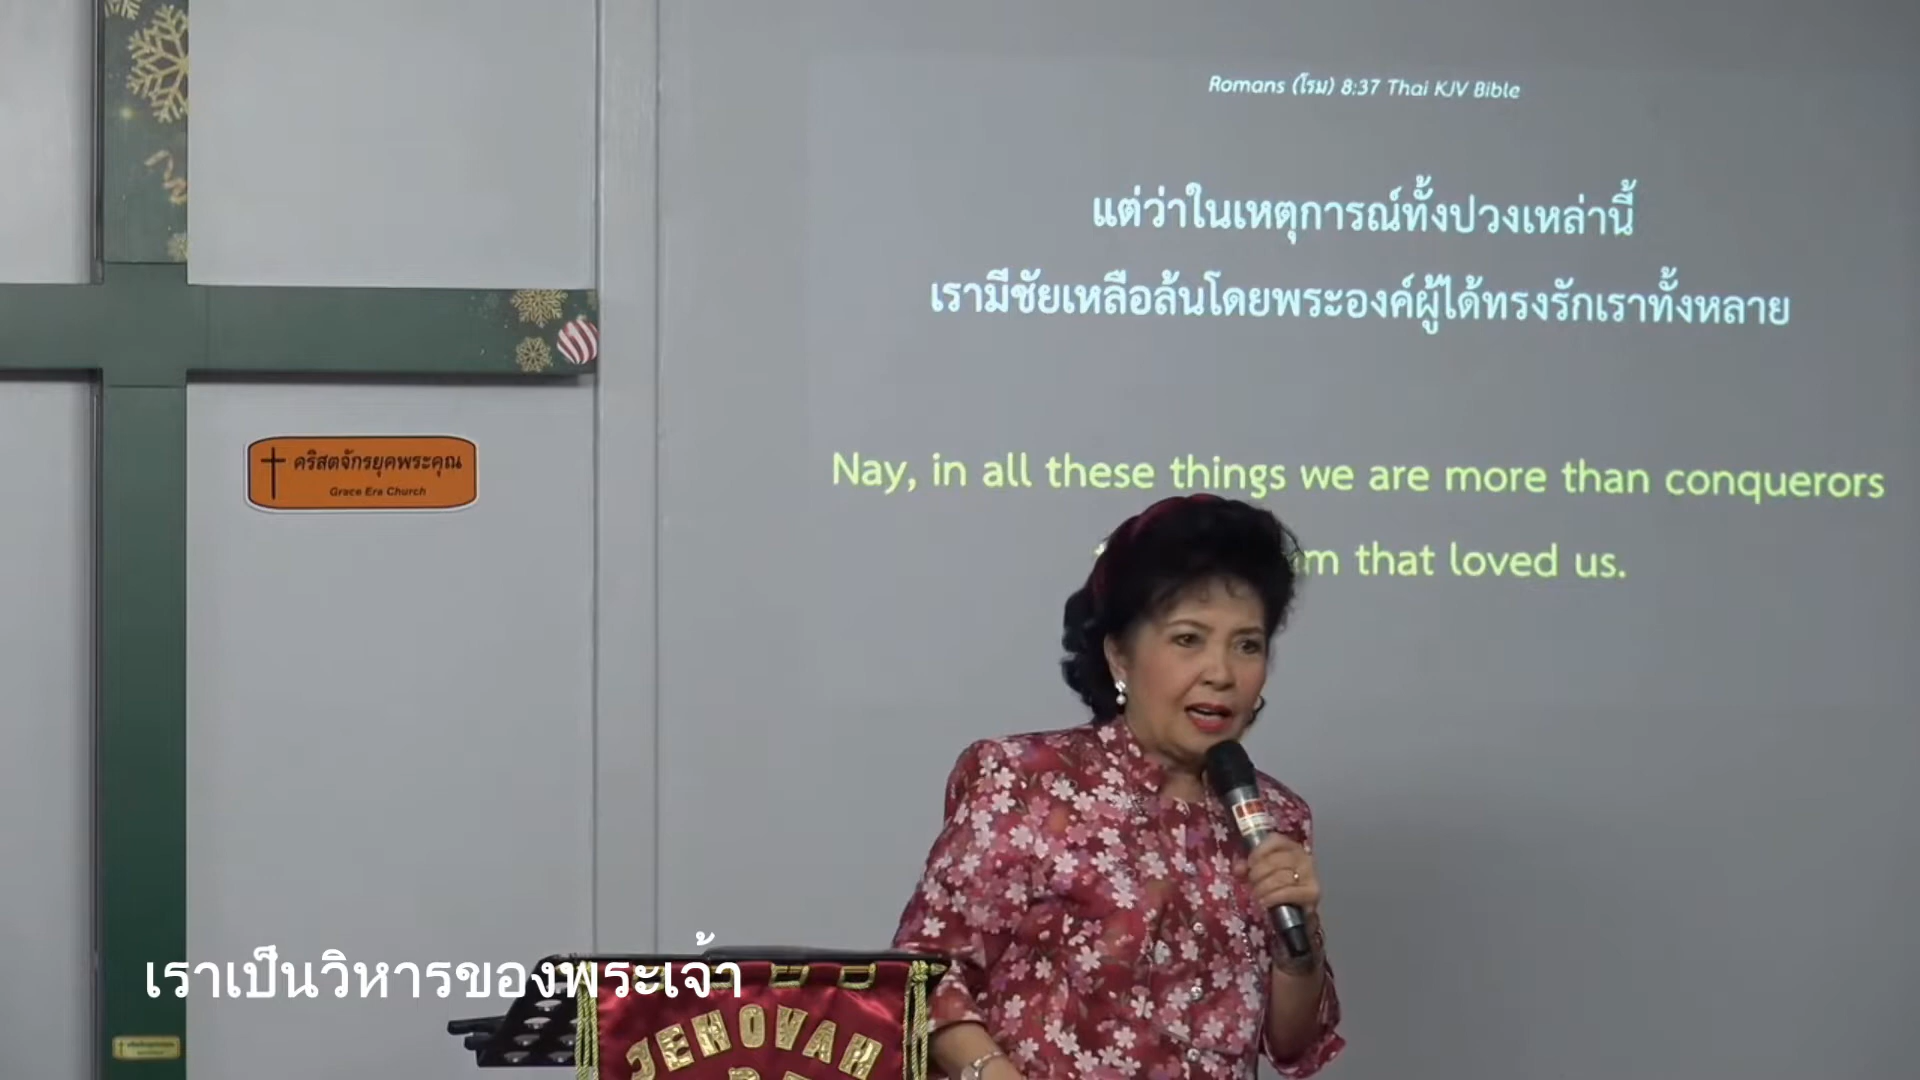 Romans (โรม) 8:37 Thai KJV Bible
แต่ว่าในเหตุการณ์ทั้งปวงเหล่านี้
เรามีชัยเหลือล้นโดยพระองค์ผู้ได้ทรงรักเราทั้งหลาย
Nay, in all these things we are more than conquerors
that loved us.
คริสตจักรยุคพระคุณ
Grace Era Church
เราเป็นวิหารของพระเจ้า
JEHOVAH